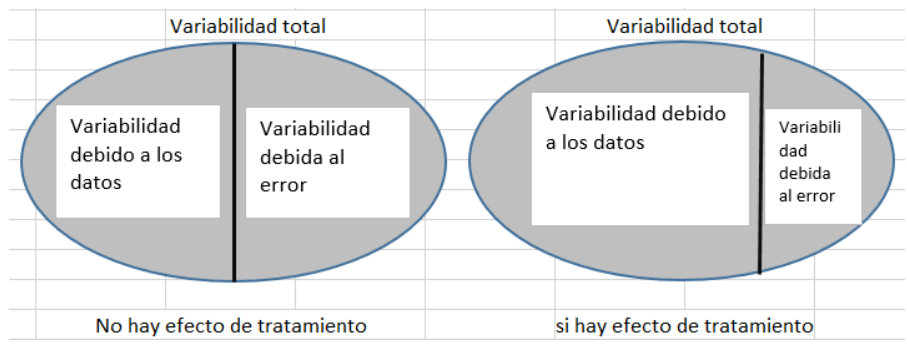 Variabilidad total
Variabilidad
debido a los
datos
Variabilidad
debida al
error
No hay efecto de tratamiento
Variabilidad total
Variabilidad debido
a los datos
Variabili
dad
debida
al error
si hay efecto de tratamiento